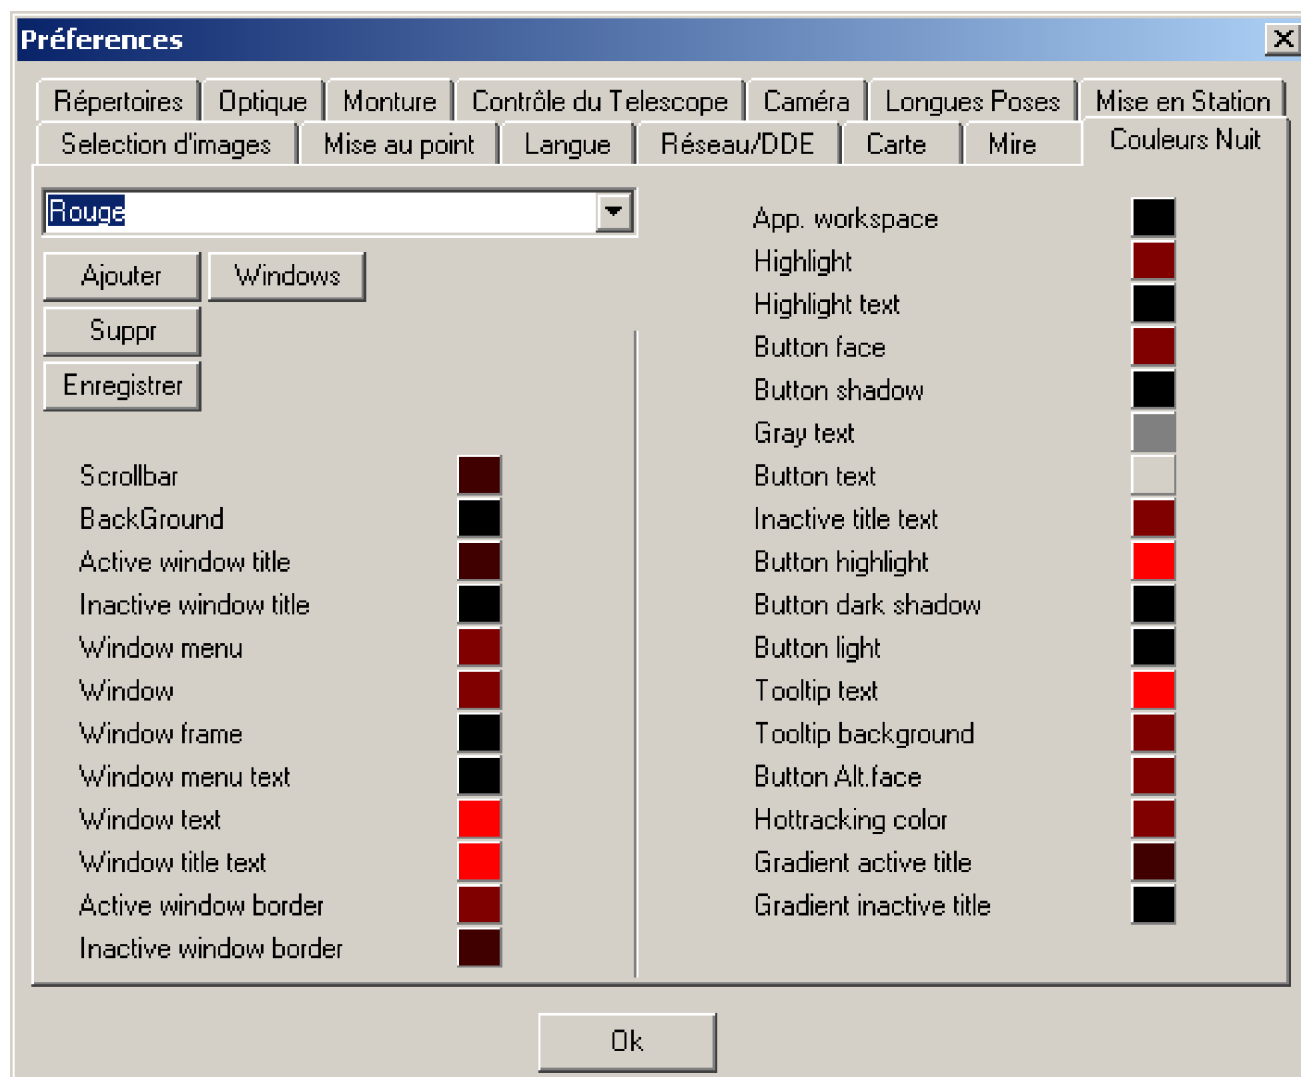 Préferences
Répertoires Optique Monture Contrôle du Telescope Caméra Longues Poses Mise en Station
Selection d'images Mise au point Langue Réseau/DDE Carte Mire Couleurs Nuit
Rouge
Ajouter Windows
Suppr
Enregistrer
Scrollbar
BackGround
Active window title
Inactive window title
Window menu
Window
Window frame
Window menu text
Window text
Window title text
Active window border
Inactive window border
App. workspace
Highlight
Highlight text
Button face
Button shadow
Gray text
Button text
Inactive title text
Button highlight
Button dark shadow
Button light
Tooltip text
Tooltip background
Button Alt.face
Hottracking color
Gradient active title
Gradient inactive title
Ok